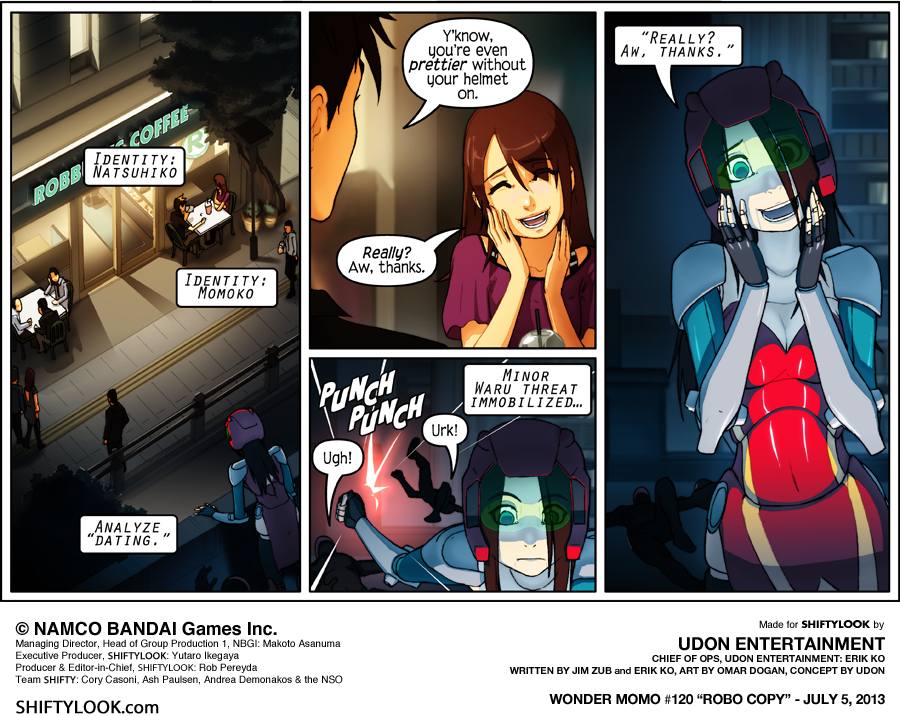 ROBB
COFFEE
R
IDENTITY:
NATSUHIKO
IDENTITY:
MOMOKO
ANALYZE
"DATING."
Y'know,
you're even
prettier without
your helmet
on.
Really?
Aw, thanks.
PUNCH
PUNCH
MINOR
WARU THREAT
IMMOBILIZED...
Ugh!
Urk!
"REALLY?
AW, THANKS."
© NAMCO BANDAI Games Inc.
Managing Director, Head of Group Production 1, NBGI: Makoto Asanuma
Executive Producer, SHIFTYLOOK: Yutaro Ikegaya
Producer & Editor-in-Chief, SHIFTYLOOK: Rob Pereyda
Team SHIFTY: Cory Casoni, Ash Paulsen, Andrea Demonakos & the NSO
SHIFTYLOOK.com
Made for SHIFTYLOOK by
UDON ENTERTAINMENT
CHIEF OF OPS, UDON ENTERTAINMENT: ERIK KO
WRITTEN BY JIM ZUB and ERIK KO, ART BY OMAR DOGAN, CONCEPT BY UDON
WONDER MOMO #120 "ROBO COPY" - JULY 5, 2013